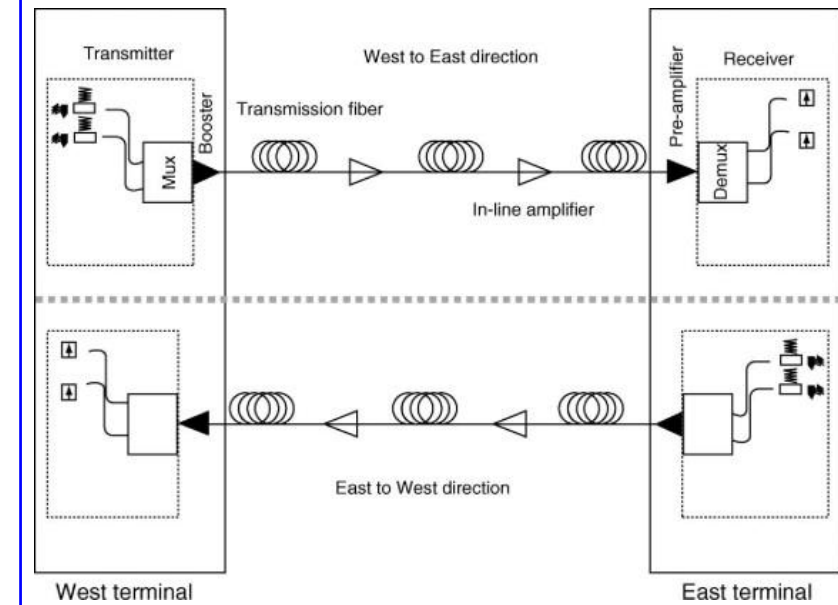 Transmitter
West to East direction
Receiver
Booster
Transmission fiber
Pre-amplifier
Mux
Demux
In-line amplifier
East to West direction
West terminal
East terminal